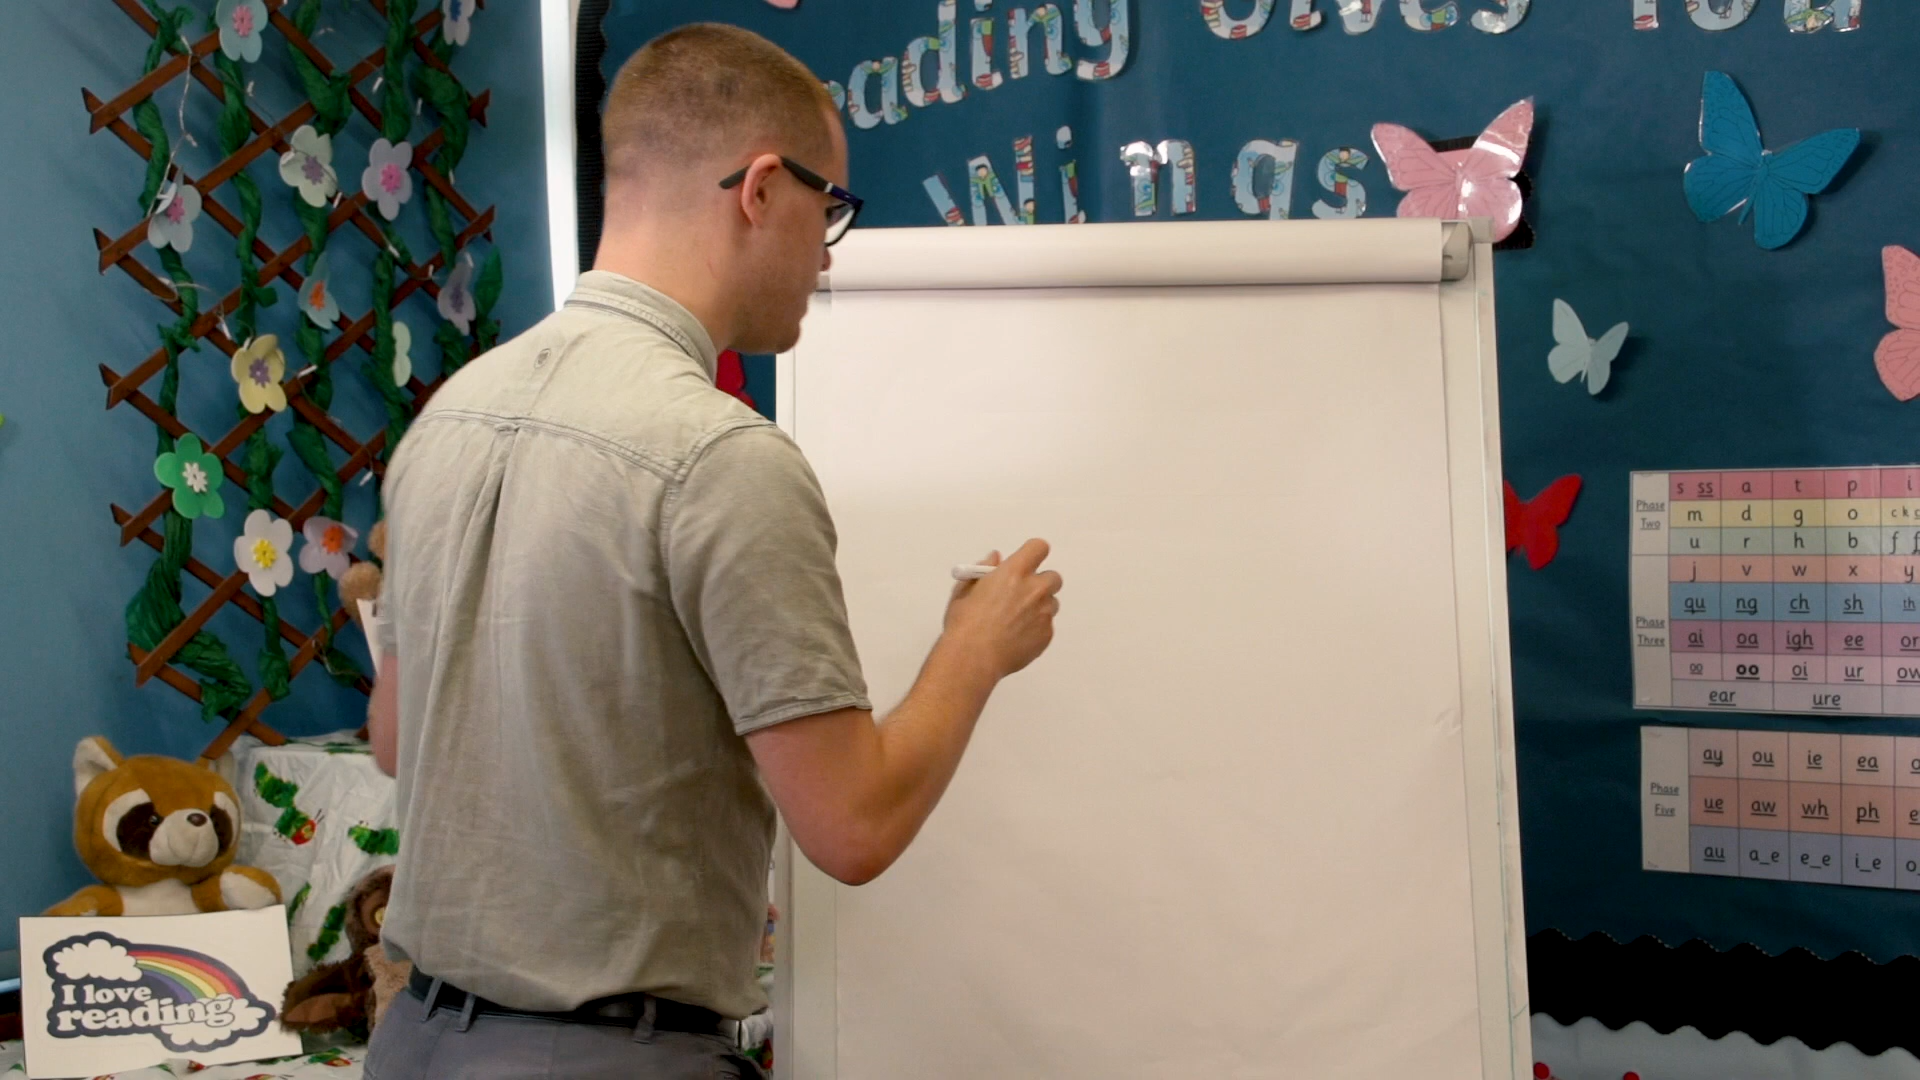 ading Gives You
Wings
Phase Two
s ss a t p i
m d g o
u r h b
Phase Three
j v w x y
qu ng ch sh th
ai oa igh ee or
oo oo oi ur ow
ear ure
Phase Five
ay ou ie ea
ue aw wh ph e
au a_e e_e i_e o_
I love
reading